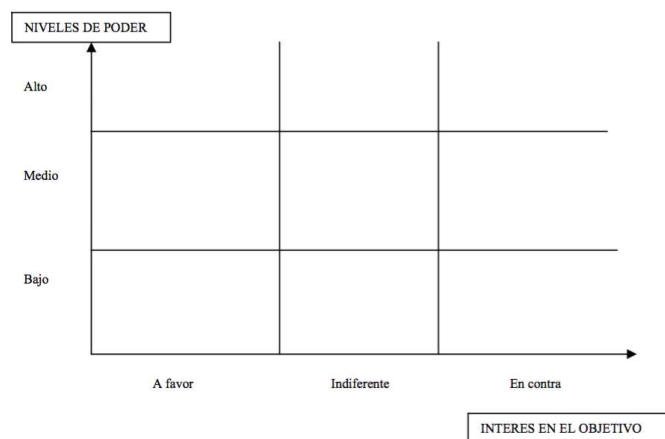 NIVELES DE PODER
Alto
Medio
Bajo
A favor Indiferente En contra
INTERES EN EL OBJETIVO